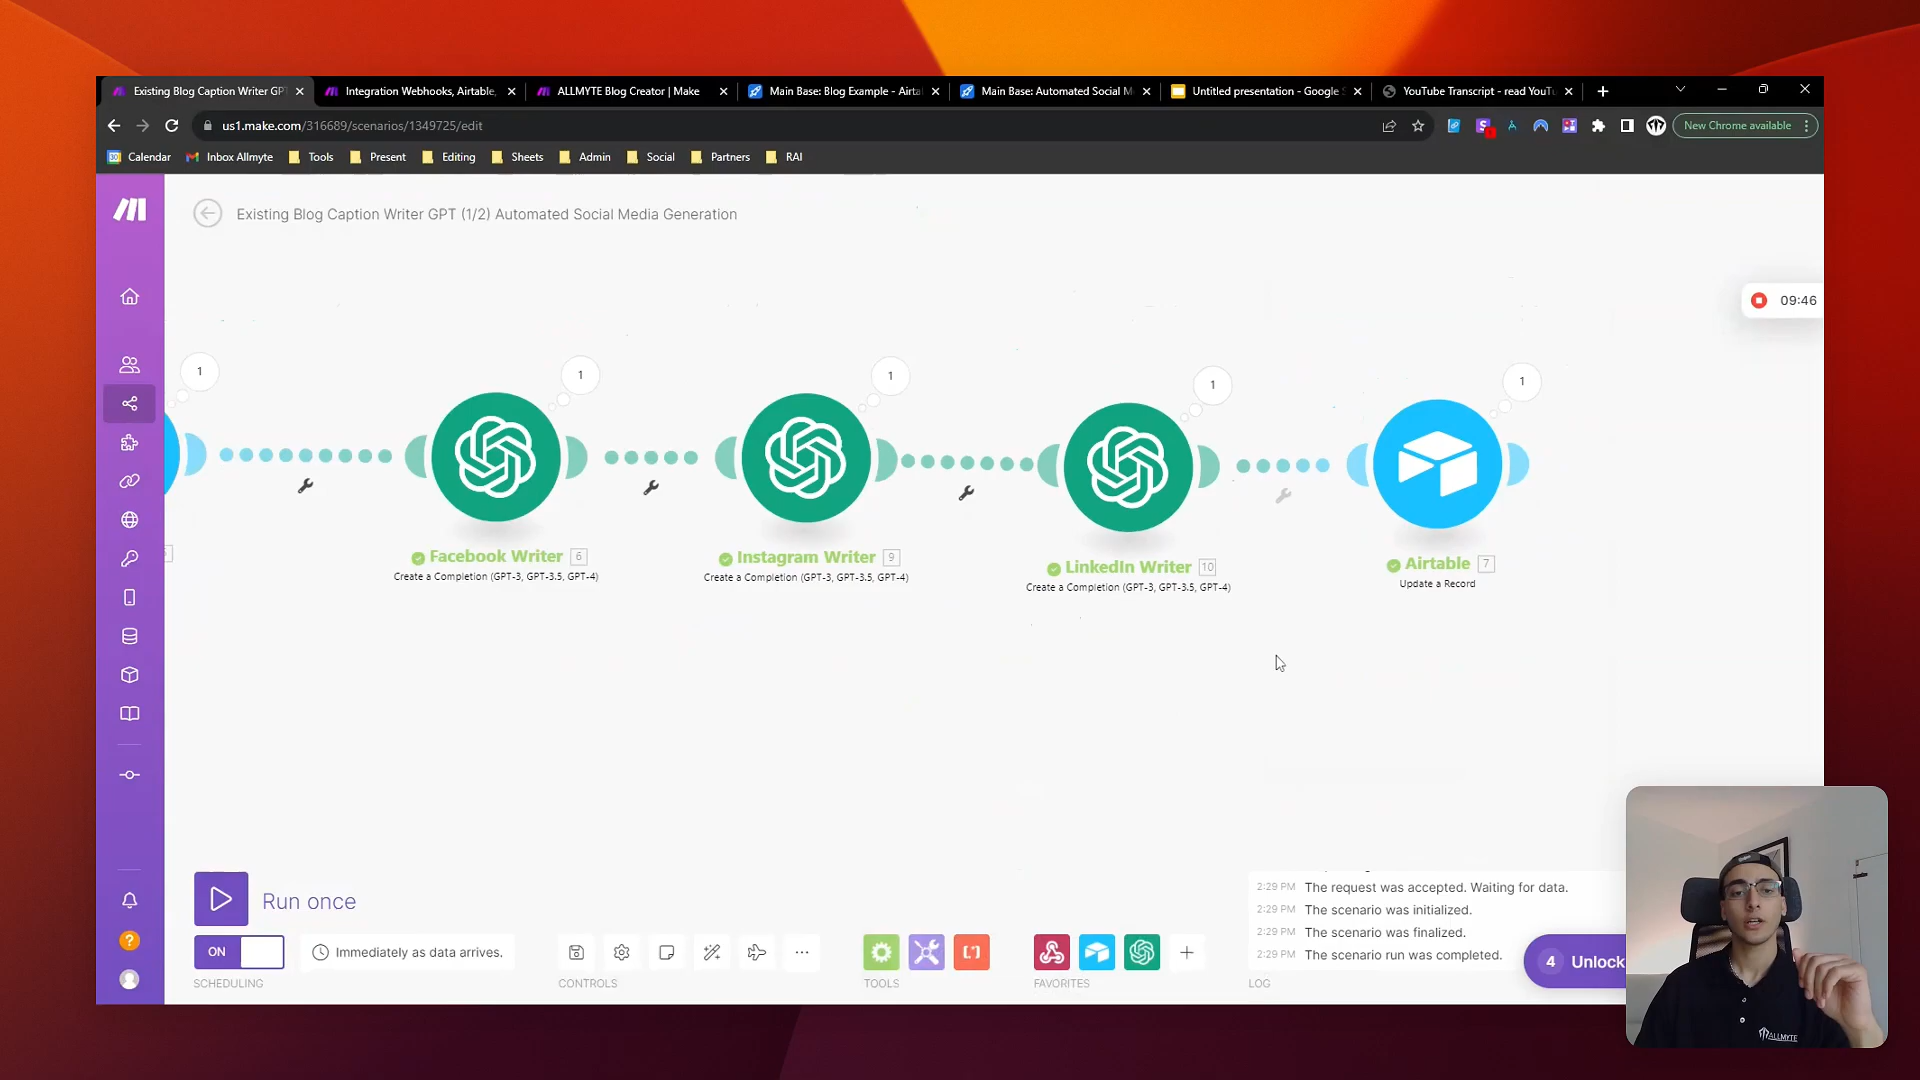 Existing Blog Caption Writer GP
Integration Webhooks, Airtable,
ALLMYTE Blog Creator | Make
Main Base: Blog Example - Airta
Main Base: Automated Social M
Untitled presentation - Google S
YouTube Transcript - read YouTu
us1.make.com/316689/scenarios/1349725/edit
New Chrome available
Calendar
Inbox Allmyte
Tools
Present
Editing
Sheets
Admin
Social
Partners
RAI
Existing Blog Caption Writer GPT (1/2) Automated Social Media Generation
09:46
1
1
1
1
1
Facebook Writer 6
Create a Completion (GPT-3, GPT-3.5, GPT-4)
Instagram Writer 9
Create a Completion (GPT-3, GPT-3.5, GPT-4)
LinkedIn Writer 10
Create a Completion (GPT-3, GPT-3.5, GPT-4)
Airtable 7
Update a Record
Run once
ON
Immediately as data arrives.
SCHEDULING
CONTROLS
TOOLS
FAVORITES
2:29 PM The request was accepted. Waiting for data.
2:29 PM The scenario was initialized.
2:29 PM The scenario was finalized.
2:29 PM The scenario run was completed.
LOG
4 Unlock
ALLMYTE